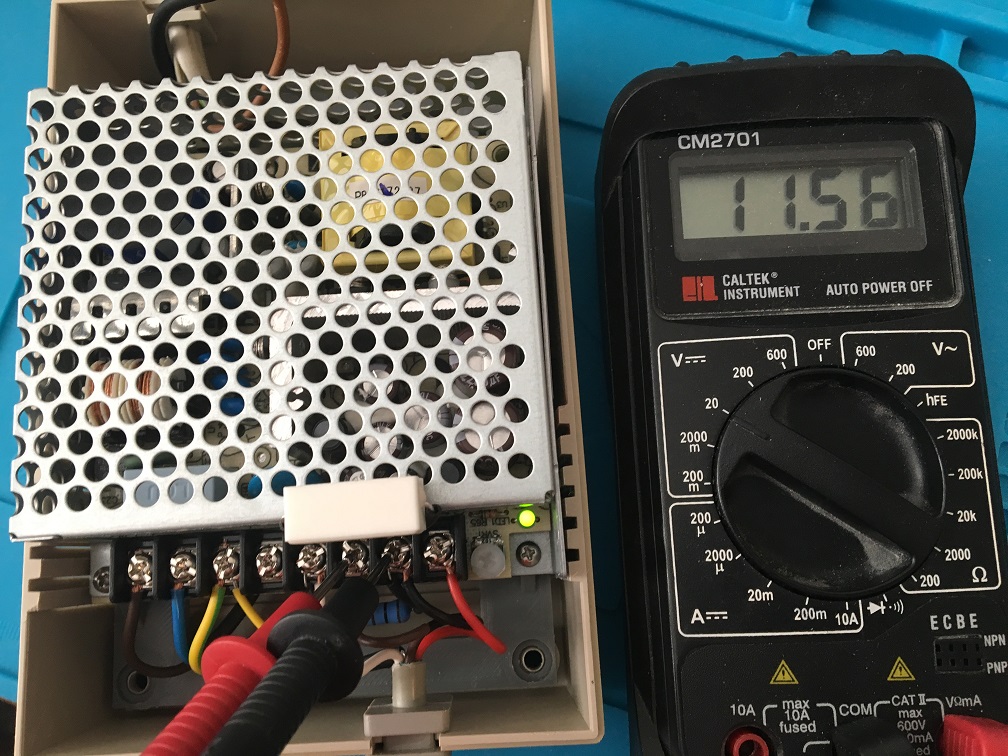 CM2701
11.56
CALTEK®
INSTRUMENT
AUTO POWER OFF
OFF
V
600
200
20
2000
m
200
m
600
V~
200
hFE
2000k
200k
20k
2000
200
Ω
200
μ
2000
μ
20m
200m
10A
A
E C B E
NPN
PNP
10A
max
10A
fused
COM
CAT II
max
600V
0mA
VΩmA